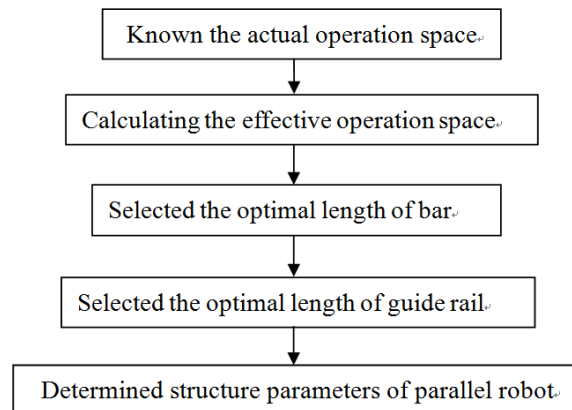 Known the actual operation space
Calculating the effective operation space
Selected the optimal length of bar
Selected the optimal length of guide rail
Determined structure parameters of parallel robot